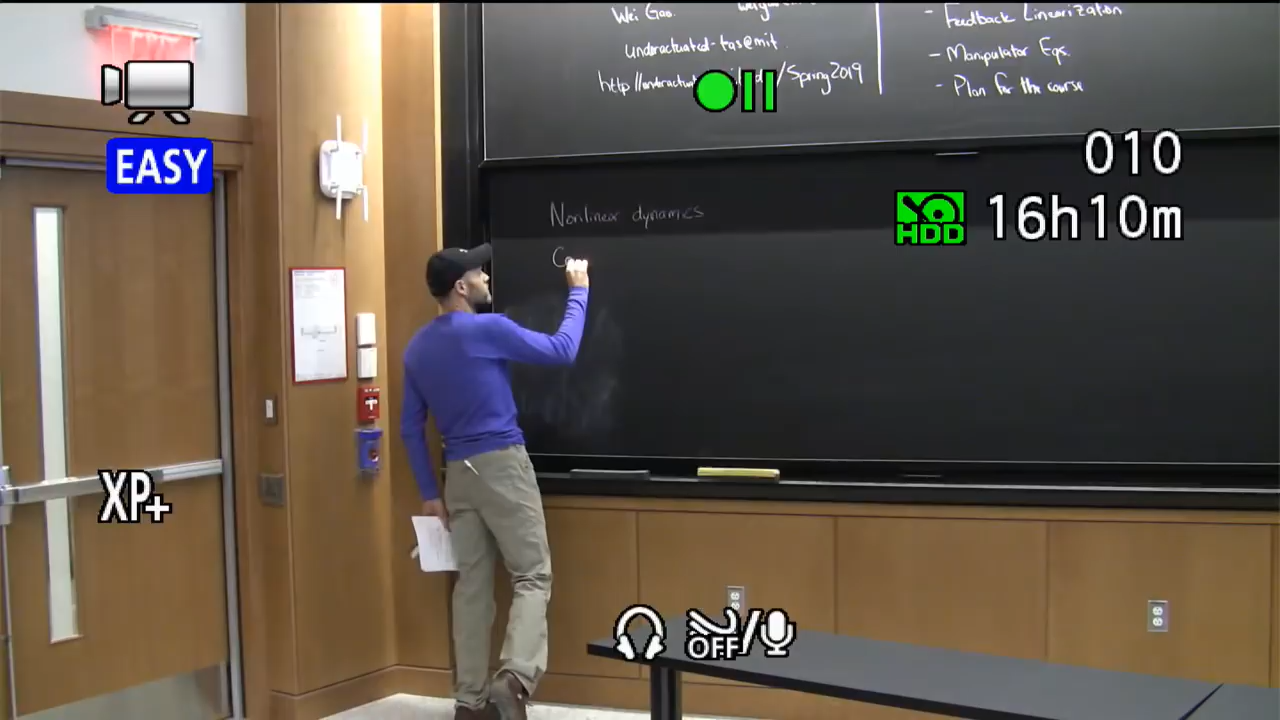 Wei Gao.
underactuated-tas@mit.
/Spring2019
- Feedback Linearization
- Manipulator Eqs.
- Plan for the course
EASY
010
HDD 16h10m
Nonlinear dynamics
XP+
OFF